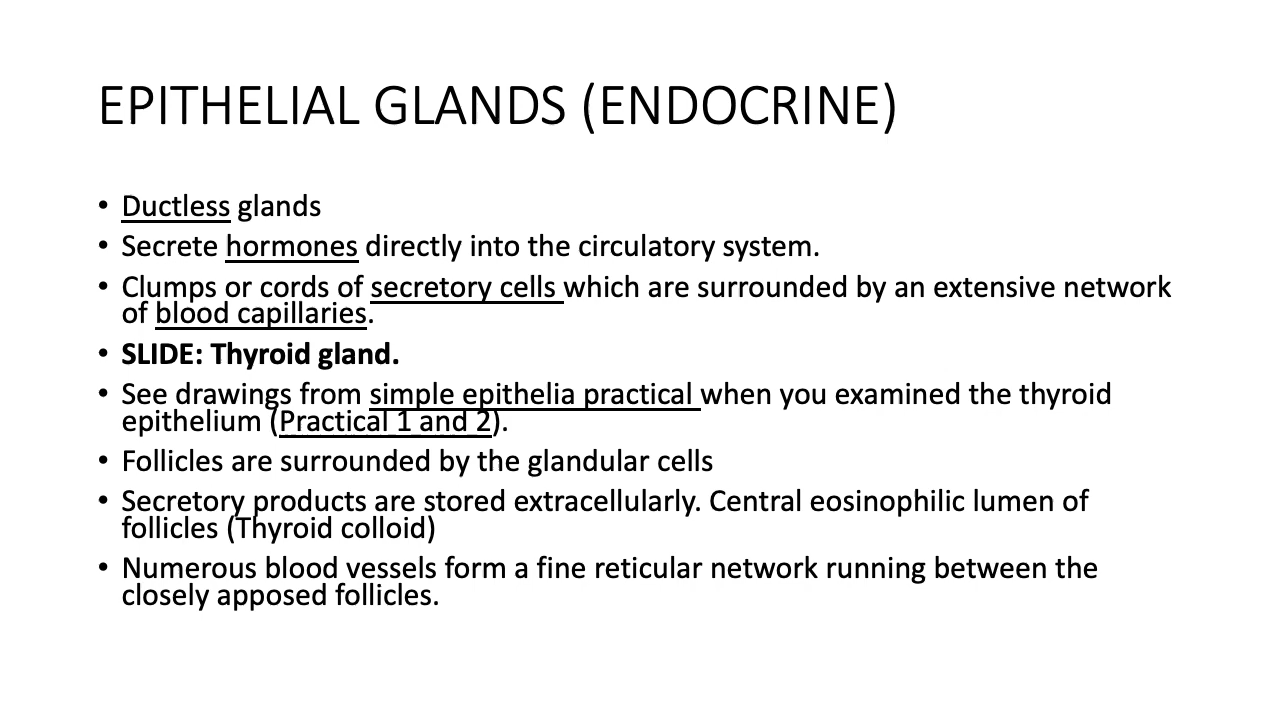 EPITHELIAL GLANDS (ENDOCRINE)
• Ductless glands
• Secrete hormones directly into the circulatory system.
• Clumps or cords of secretory cells which are surrounded by an extensive network
of blood capillaries.
• SLIDE: Thyroid gland.
• See drawings from simple epithelia practical when you examined the thyroid
epithelium (Practical 1 and 2).
• Follicles are surrounded by the glandular cells
• Secretory products are stored extracellularly. Central eosinophilic lumen of
follicles (Thyroid colloid)
• Numerous blood vessels form a fine reticular network running between the
closely apposed follicles.